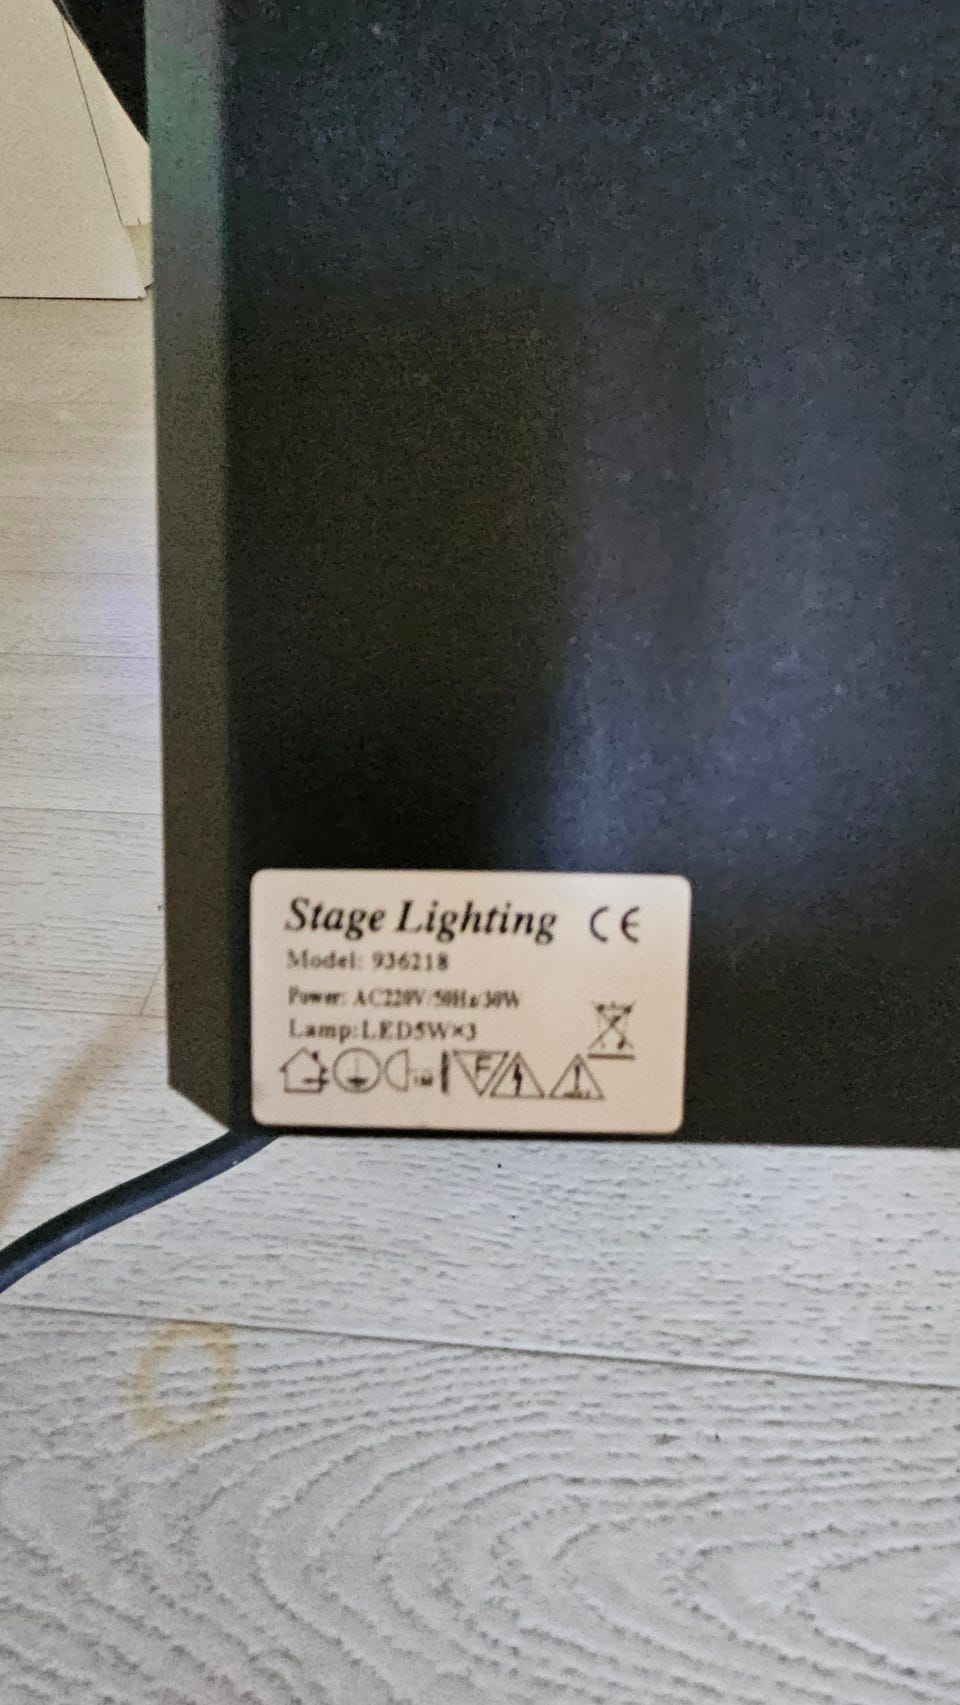 Stage Lighting CE
Model: 936218
Power: AC220V/50Hz/30W
Lamp:LED5W×3
F